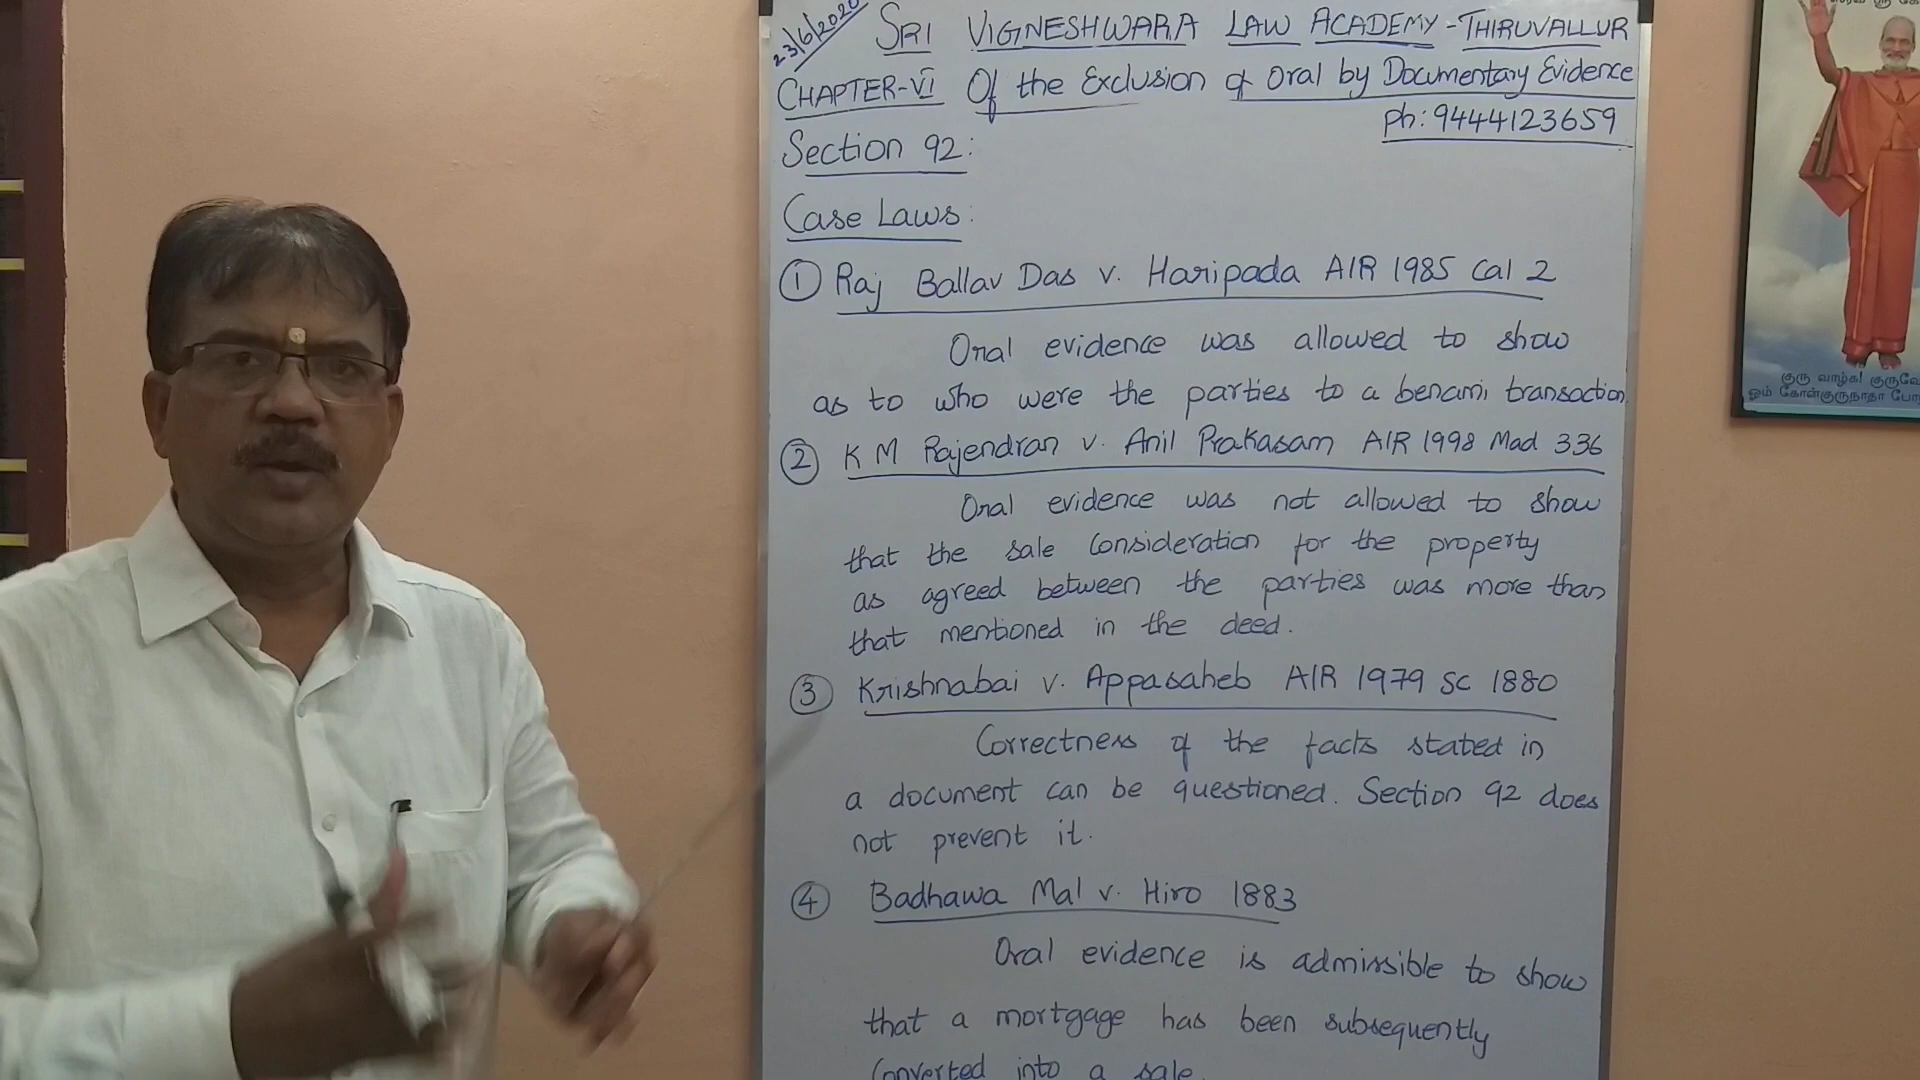 23/6/2020
SRI VIGNESHWARA LAW ACADEMY - THIRUVALLUR
CHAPTER-VI Of the Exclusion of Oral by Documentary Evidence
Ph: 9444123659
Section 92:
Case Laws:
① Raj Ballav Das v. Haripada AIR 1985 Cal 2
Oral evidence was allowed to show
as to who were the parties to a benami transaction.
② K M Rajendran v. Anil Prakasam AIR 1998 Mad 336
Oral evidence was not allowed to show
that the sale Consideration for the property
as agreed between the parties was more than
that mentioned in the deed.
③ Krishnabai v. Appasaheb AIR 1979 SC 1880
Correctness of the facts stated in
a document can be questioned. Section 92 does
not prevent it.
④ Badhawa Mal v. Hiro 1883
Oral evidence is admissible to show
that a mortgage has been subsequently
Converted into a sale.
குரு வாழ்க!
ஓம்